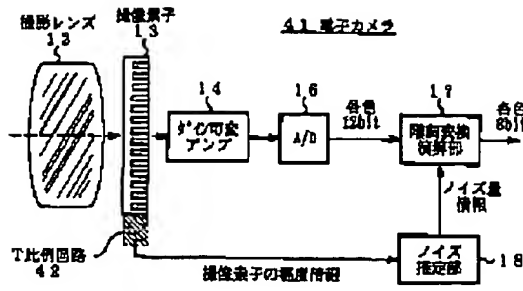 撮影レンズ
12
撮像素子
13
41 電子カメラ
14
ゲイン可変
アンプ
16
A/D
各色
12bit
17
階調変換
演算部
各色
8bit
ノイズ量
情報
T比例回路
42
撮像素子の温度情報
ノイズ
推定部
18